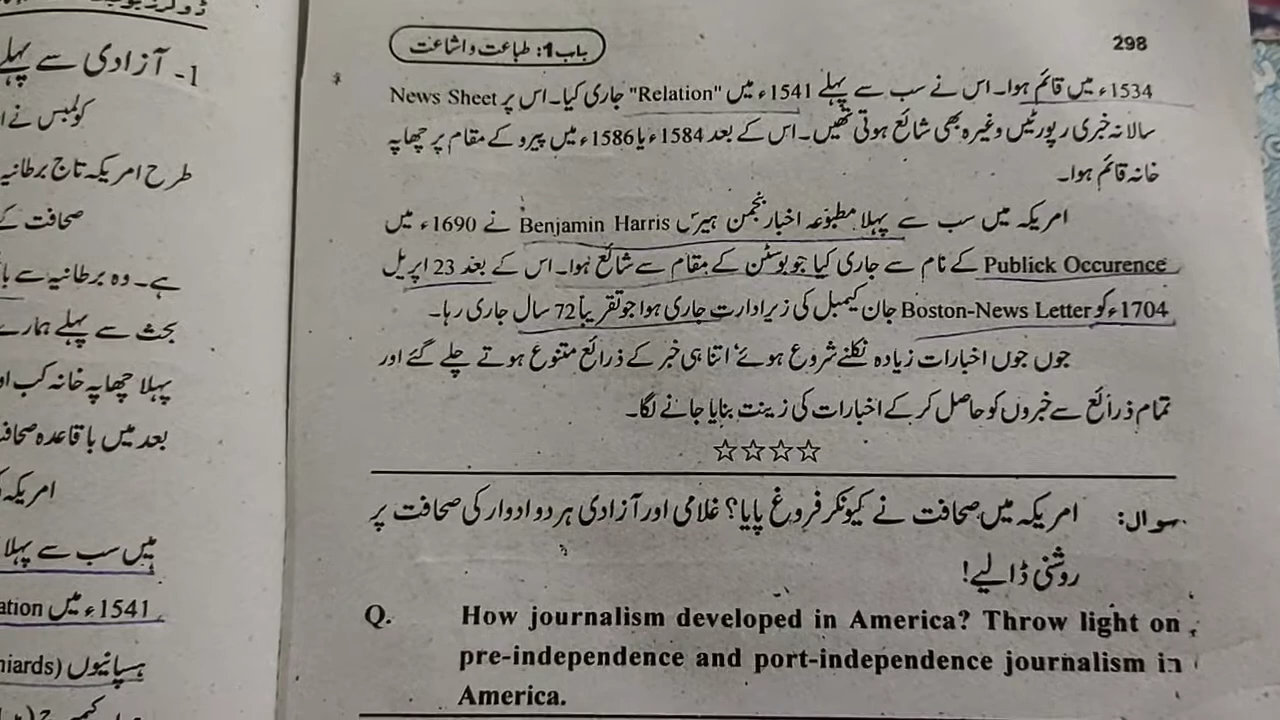 298
باب 1: طباعت و اشاعت
1534ء میں قائم ہوا۔ اس نے سب سے پہلے 1541ء میں "Relation" جاری کیا۔ اس پر News Sheet
سالانہ خبری رپورٹیں وغیرہ بھی شائع ہوتی تھیں۔ اس کے بعد 1584ء یا 1586ء میں پیرو کے مقام پر چھاپہ
خانہ قائم ہوا۔
امریکہ میں سب سے پہلا مطبوعہ اخبار بنجمن ہیرس Benjamin Harris نے 1690ء میں
Publick Occurence کے نام سے جاری کیا جو بوسٹن کے مقام سے شائع ہوا۔ اس کے بعد 23 اپریل
1704ء کو Boston-News Letter جان کیمبل کی زیر ادارت جاری ہوا جو تقریباً 72 سال جاری رہا۔
جوں جوں اخبارات زیادہ نکلنے شروع ہوئے' اتنا ہی خبر کے ذرائع متنوع ہوتے چلے گئے اور
تمام ذرائع سے خبروں کو حاصل کر کے اخبارات کی زینت بنایا جانے لگا۔
☆☆☆☆
سوال: امریکہ میں صحافت نے کیونکر فروغ پایا؟ غلامی اور آزادی ہر دو ادوار کی صحافت پر
روشنی ڈالیے!
Q. How journalism developed in America? Throw light on
pre-independence and port-independence journalism in
America.
1- آزادی سے پہلے
کولمبس نے
طرح امریکہ تاج برطانیہ
صحافت کے
ہے۔ وہ برطانیہ سے
بحث سے پہلے ہمارے
پہلا چھاپہ خانہ کب
بعد میں باقاعدہ
امریکہ
میں سب سے پہلا
1541ء میں ation
ہسپانیوں (niards